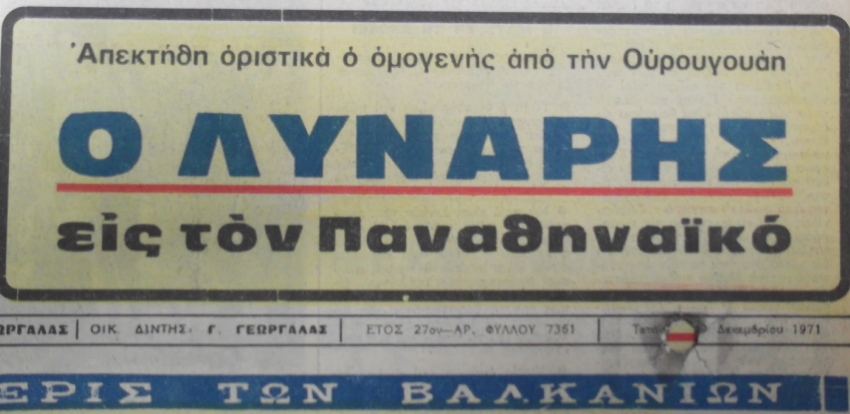 Ἀπεκτήθη ὁριστικὰ ὁ ὁμογενὴς ἀπὸ τὴν Οὐρουγουάη
Ο ΛΥΝΑΡΗΣ
εἰς τὸν Παναθηναϊκό
ΩΡΓΑΛΑΣ | ΟΙΚ. ΔΙΝΤΗΣ. Γ. ΓΕΩΡΓΑΛΑΣ | ΕΤΟΣ 27ον—ΑΡ. ΦΥΛΛΟΥ 7361 | Δεκεμβρίου 1971
ΕΡΙΣ ΤΩΝ ΒΑΛΚΑΝΙΩΝ